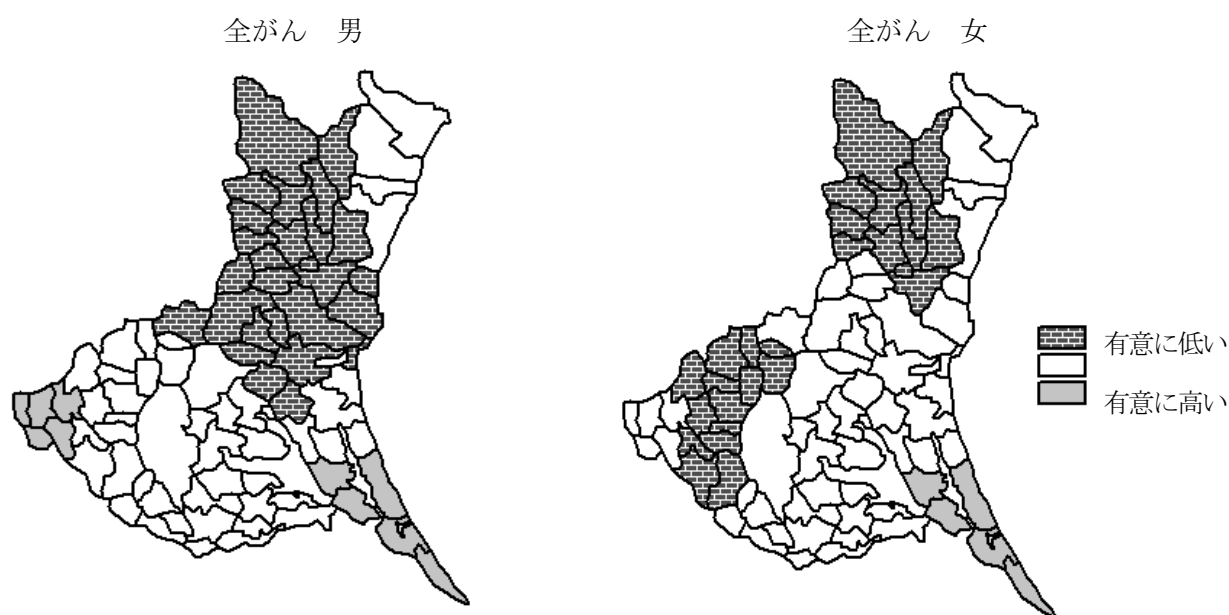 全がん 男
全がん 女
有意に低い
有意に高い